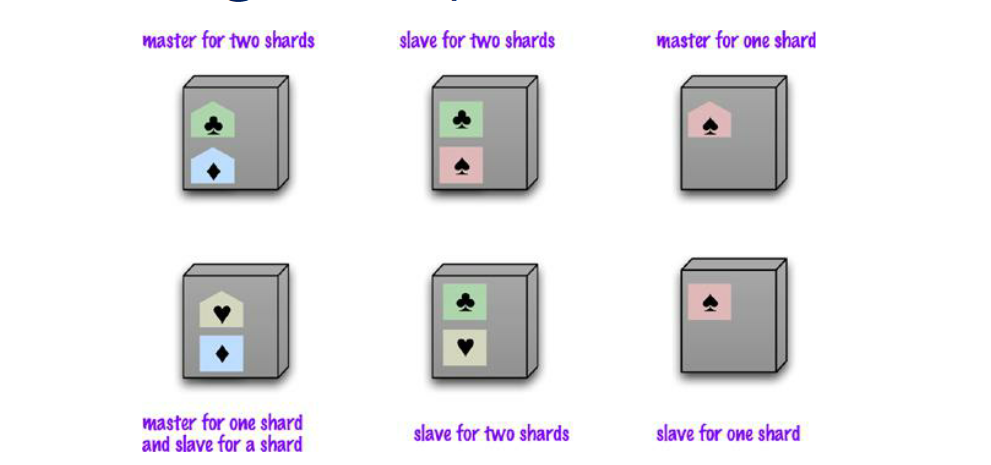 master for two shards
slave for two shards
master for one shard
master for one shard
and slave for a shard
slave for two shards
slave for one shard